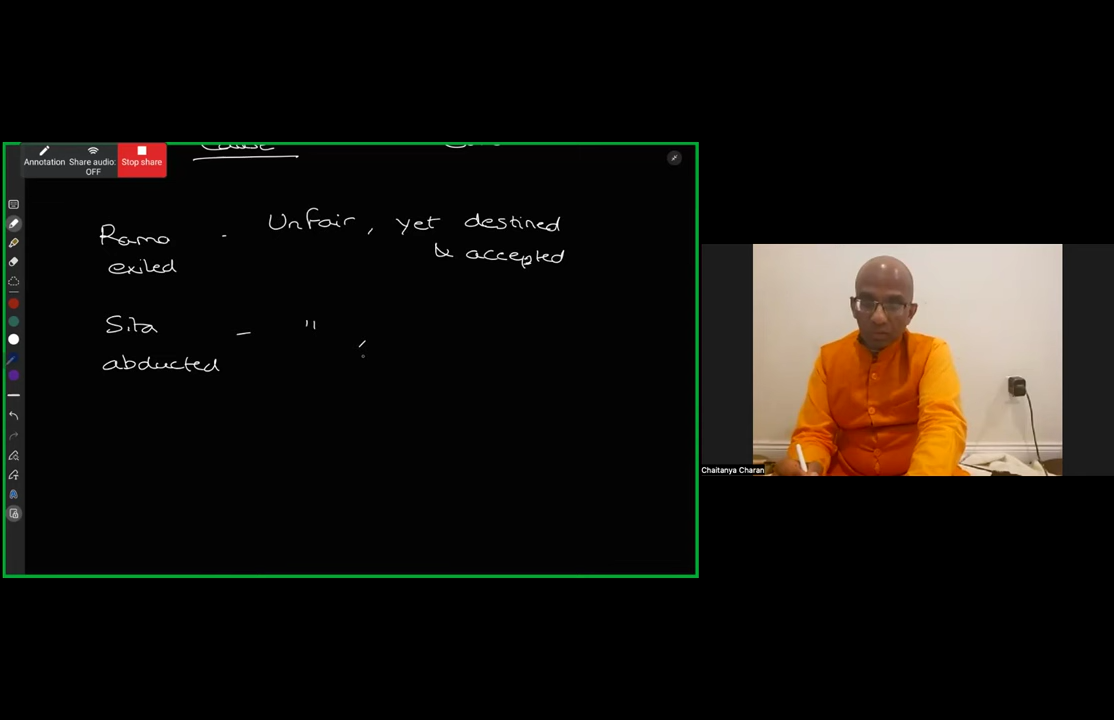 Annotation
Share audio: OFF
Stop share
Rama - Unfair, yet destined
exiled & accepted
Sita - "
abducted
Chaitanya Charan